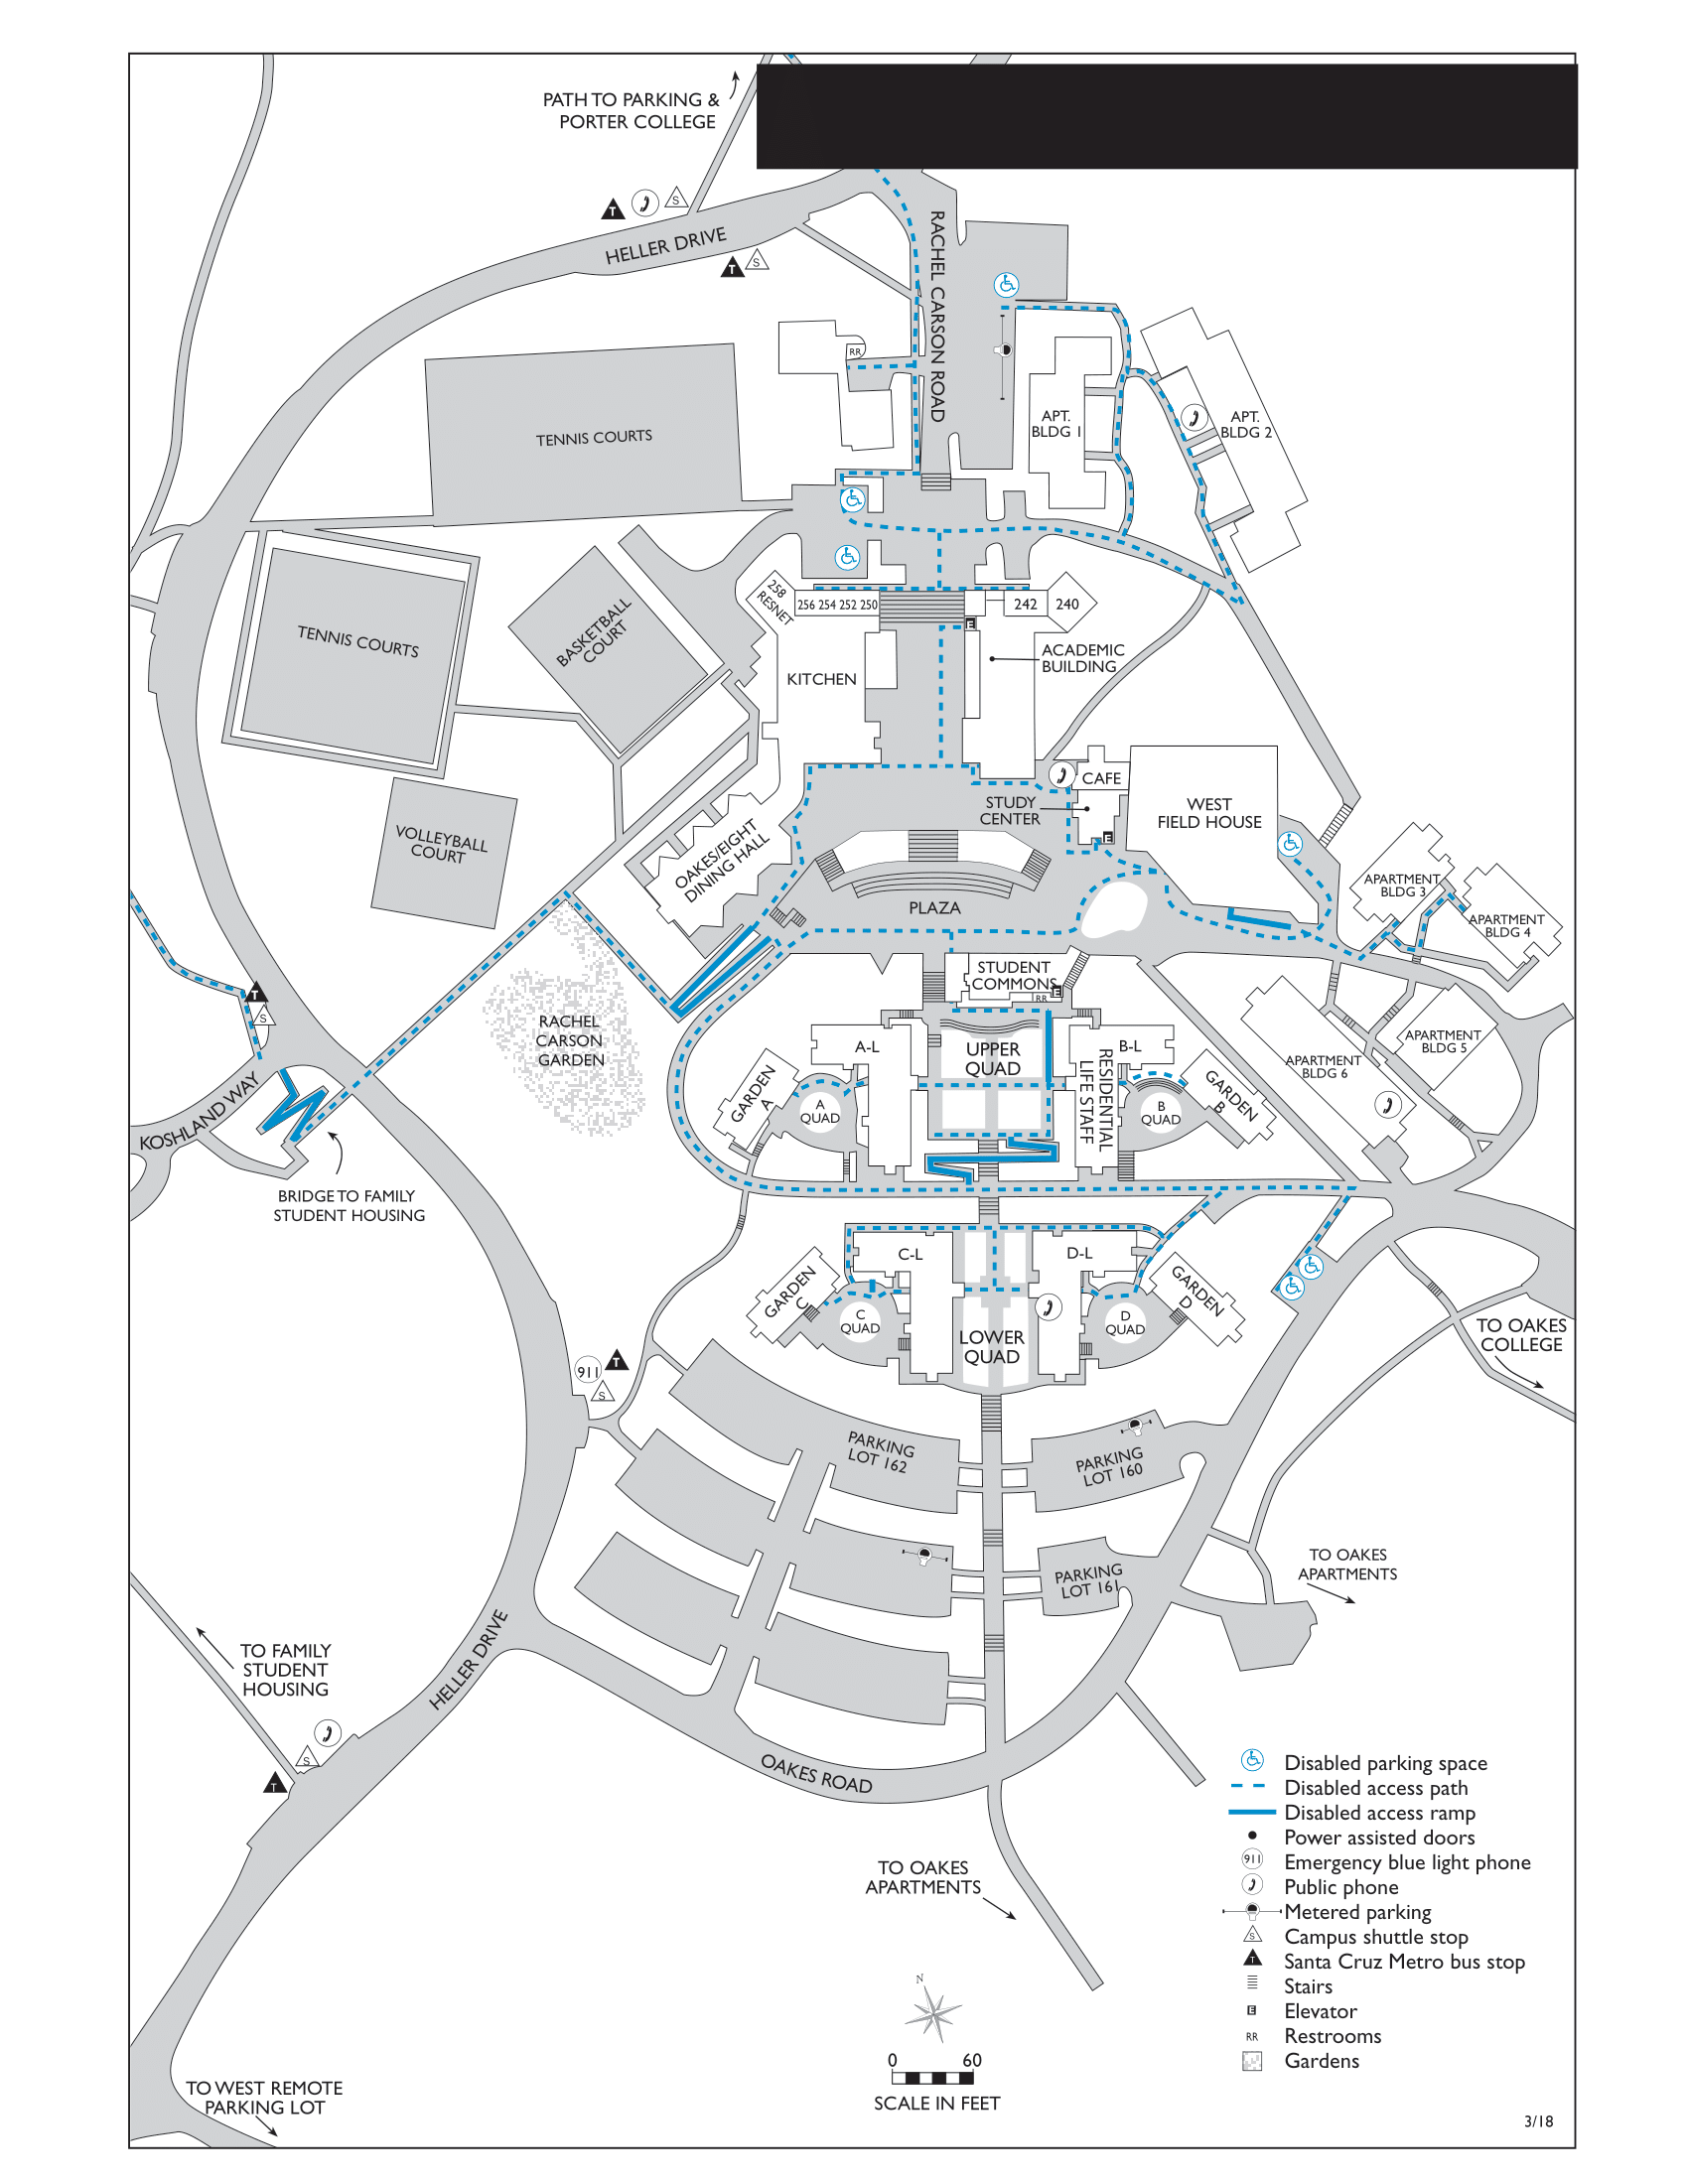 PATH TO PARKING &
PORTER COLLEGE
T
S
HELLER DRIVE
T
S
RACHEL CARSON ROAD
RR
TENNIS COURTS
APT.
BLDG 1
APT.
BLDG 2
258
RESNET
256 254 252 250
242
240
E
TENNIS COURTS
BASKETBALL
COURT
KITCHEN
ACADEMIC
BUILDING
CAFE
STUDY
CENTER
E
WEST
FIELD HOUSE
VOLLEYBALL
COURT
OAKES/EIGHT
DINING HALL
PLAZA
APARTMENT
BLDG 3
APARTMENT
BLDG 4
STUDENT
COMMONS
RR
E
T
S
RACHEL
CARSON
GARDEN
A-L
UPPER
QUAD
B-L
RESIDENTIAL
LIFE STAFF
GARDEN
A
A
QUAD
B
QUAD
GARDEN
B
APARTMENT
BLDG 5
APARTMENT
BLDG 6
KOSHLAND WAY
BRIDGE TO FAMILY
STUDENT HOUSING
C-L
D-L
GARDEN
C
C
QUAD
LOWER
QUAD
D
QUAD
GARDEN
D
TO OAKES
COLLEGE
911
T
S
PARKING
LOT 162
PARKING
LOT 160
PARKING
LOT 161
TO OAKES
APARTMENTS
TO FAMILY
STUDENT
HOUSING
HELLER DRIVE
S
T
OAKES ROAD
TO OAKES
APARTMENTS
Disabled parking space
Disabled access path
Disabled access ramp
Power assisted doors
911 Emergency blue light phone
Public phone
Metered parking
S Campus shuttle stop
T Santa Cruz Metro bus stop
Stairs
E Elevator
RR Restrooms
Gardens
N
0 60
SCALE IN FEET
TO WEST REMOTE
PARKING LOT
3/18